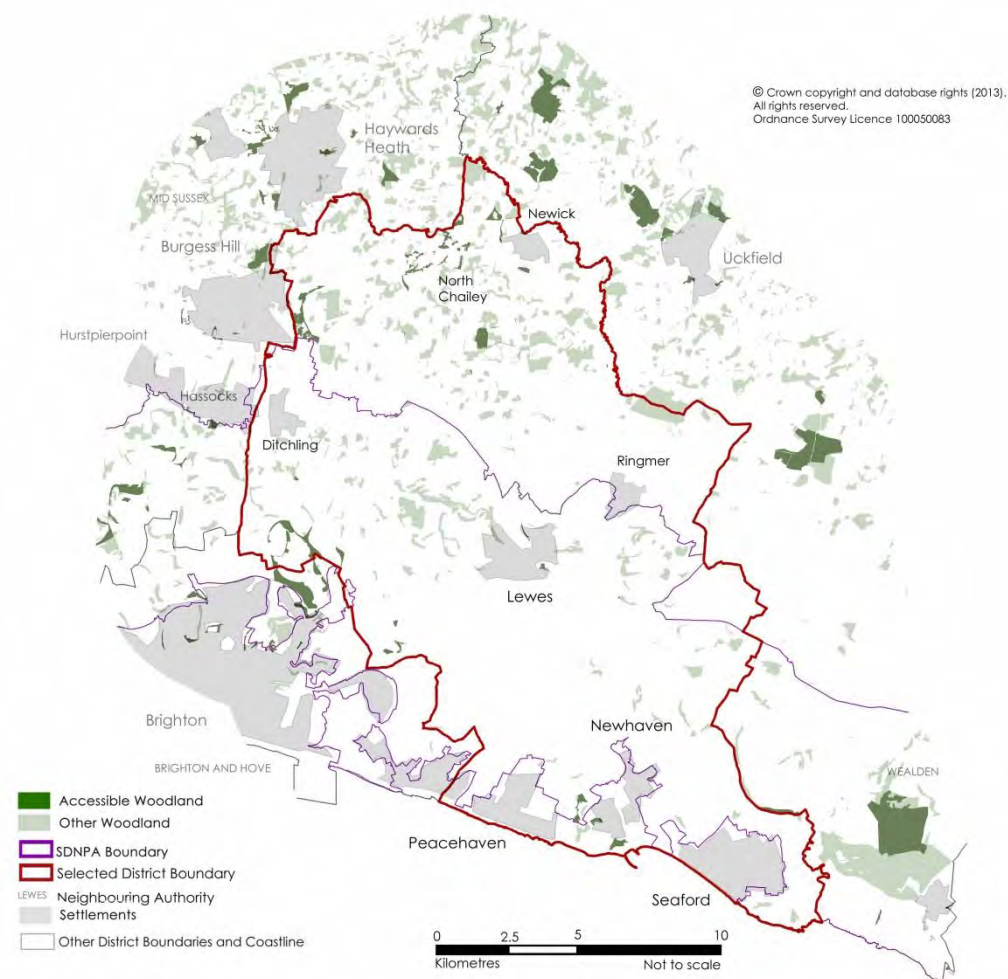 © Crown copyright and database rights (2013).
All rights reserved.
Ordnance Survey Licence 100050083
Haywards
Heath
MID SUSSEX
Newick
Burgess Hill
Uckfield
North
Chailey
Hurstpierpoint
Hassocks
Ditchling
Ringmer
Lewes
Newhaven
Brighton
BRIGHTON AND HOVE
WEALDEN
Peacehaven
Seaford
Accessible Woodland
Other Woodland
SDNPA Boundary
Selected District Boundary
LEWES Neighbouring Authority
Settlements
Other District Boundaries and Coastline
0 2.5 5 10
Kilometres Not to scale